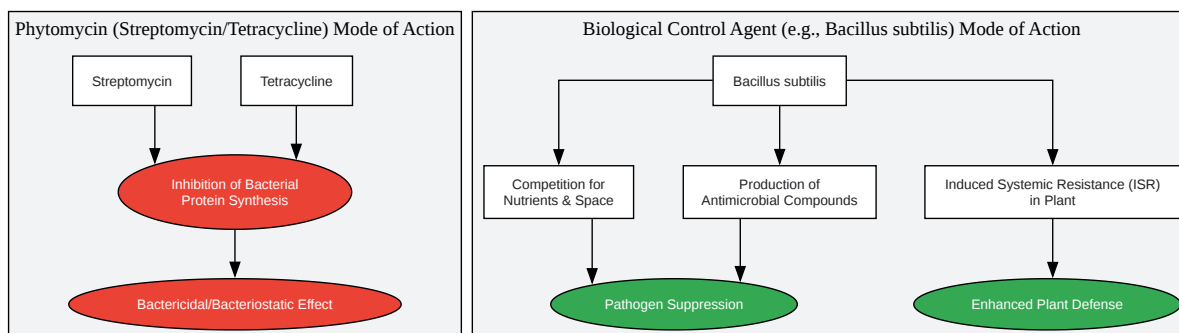 Phytomycin (Streptomycin/Tetracycline) Mode of Action
Streptomycin
Tetracycline
Inhibition of Bacterial
Protein Synthesis
Bactericidal/Bacteriostatic Effect
Biological Control Agent (e.g., Bacillus subtilis) Mode of Action
Bacillus subtilis
Competition for
Nutrients & Space
Production of
Antimicrobial Compounds
Induced Systemic Resistance (ISR)
in Plant
Pathogen Suppression
Enhanced Plant Defense